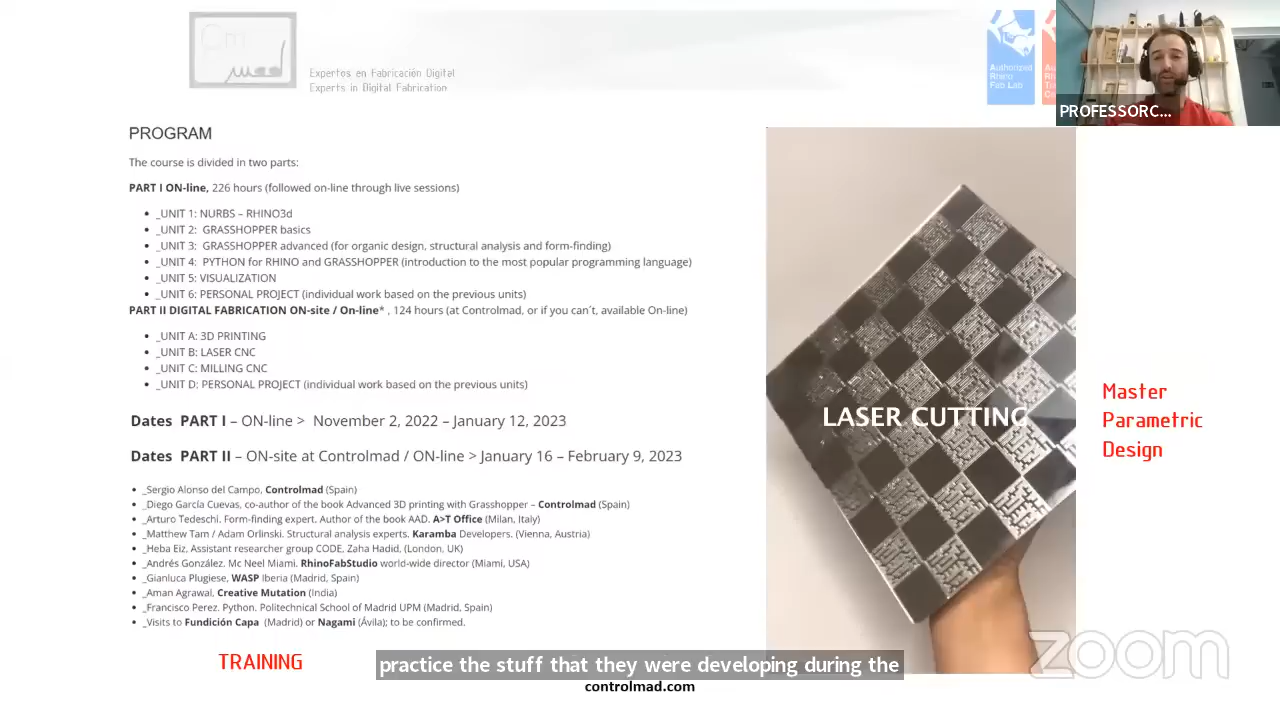 Expertos en Fabricación Digital
Experts in Digital Fabrication
Authorized
Rhino
Fab Lab
PROFESSORC...
PROGRAM
The course is divided in two parts:
PART I ON-line, 226 hours (followed on-line through live sessions)
_UNIT 1: NURBS – RHINO3d
_UNIT 2: GRASSHOPPER basics
_UNIT 3: GRASSHOPPER advanced (for organic design, structural analysis and form-finding)
_UNIT 4: PYTHON for RHINO and GRASSHOPPER (introduction to the most popular programming language)
_UNIT 5: VISUALIZATION
_UNIT 6: PERSONAL PROJECT (individual work based on the previous units)
PART II DIGITAL FABRICATION ON-site / On-line* , 124 hours (at Controlmad, or if you can´t, available On-line)
_UNIT A: 3D PRINTING
_UNIT B: LASER CNC
_UNIT C: MILLING CNC
_UNIT D: PERSONAL PROJECT (individual work based on the previous units)
Dates PART I – ON-line > November 2, 2022 – January 12, 2023
Dates PART II – ON-site at Controlmad / ON-line > January 16 – February 9, 2023
_Sergio Alonso del Campo, Controlmad (Spain)
_Diego García Cuevas, co-author of the book Advanced 3D printing with Grasshopper – Controlmad (Spain)
_Arturo Tedeschi. Form-finding expert. Author of the book AAD. A>T Office (Milan, Italy)
_Matthew Tam / Adam Orlinski. Structural analysis experts. Karamba Developers. (Vienna, Austria)
_Heba Eiz, Assistant researcher group CODE, Zaha Hadid, (London, UK)
_Andrés González. Mc Neel Miami. RhinoFabStudio world-wide director (Miami, USA)
_Gianluca Plugiese, WASP Iberia (Madrid, Spain)
_Aman Agrawal, Creative Mutation (India)
_Francisco Perez. Python. Politechnical School of Madrid UPM (Madrid, Spain)
_Visits to Fundición Capa (Madrid) or Nagami (Ávila); to be confirmed.
LASER CUTTING
Master
Parametric
Design
TRAINING
practice the stuff that they were developing during the
controlmad.com
zoom